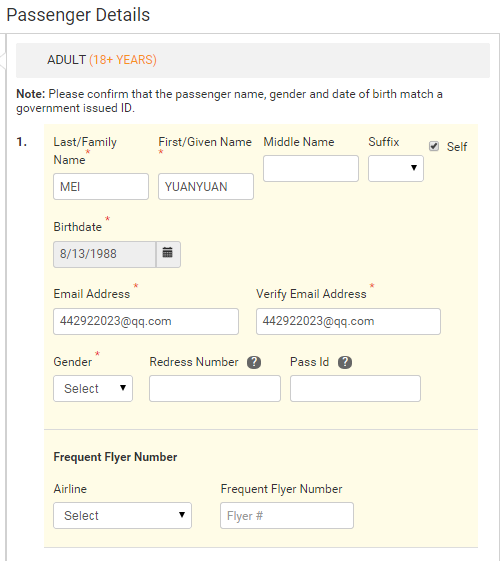 Passenger Details
ADULT (18+ YEARS)
Note: Please confirm that the passenger name, gender and date of birth match a
government issued ID.
1. Last/Family First/Given Name Middle Name Suffix Self
Name* *
MEI YUANYUAN
Birthdate *
8/13/1988
Email Address * Verify Email Address *
442922023@qq.com 442922023@qq.com
Gender * Redress Number ? Pass Id ?
Select
Frequent Flyer Number
Airline Frequent Flyer Number
Select Flyer #